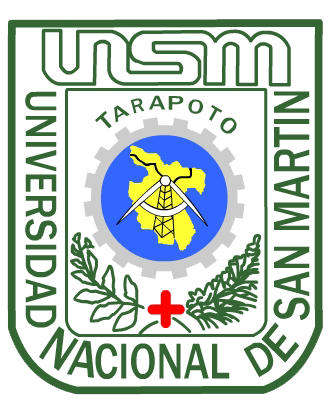 unsm
TARAPOTO
UNIVERSIDAD NACIONAL DE SAN MARTIN